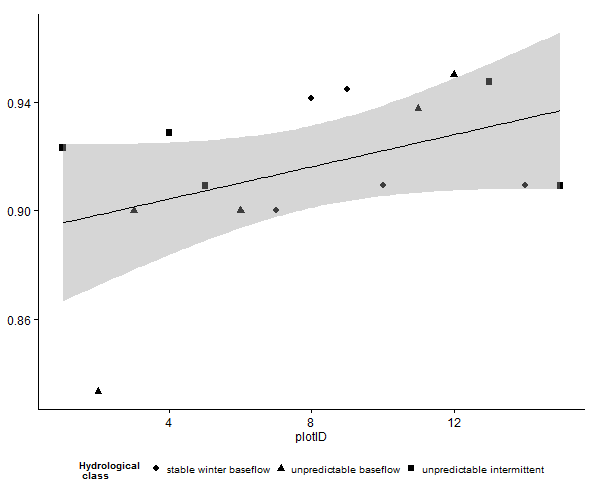 0.94
0.90
0.86
4 8 12
plotID
Hydrological class stable winter baseflow unpredictable baseflow unpredictable intermittent